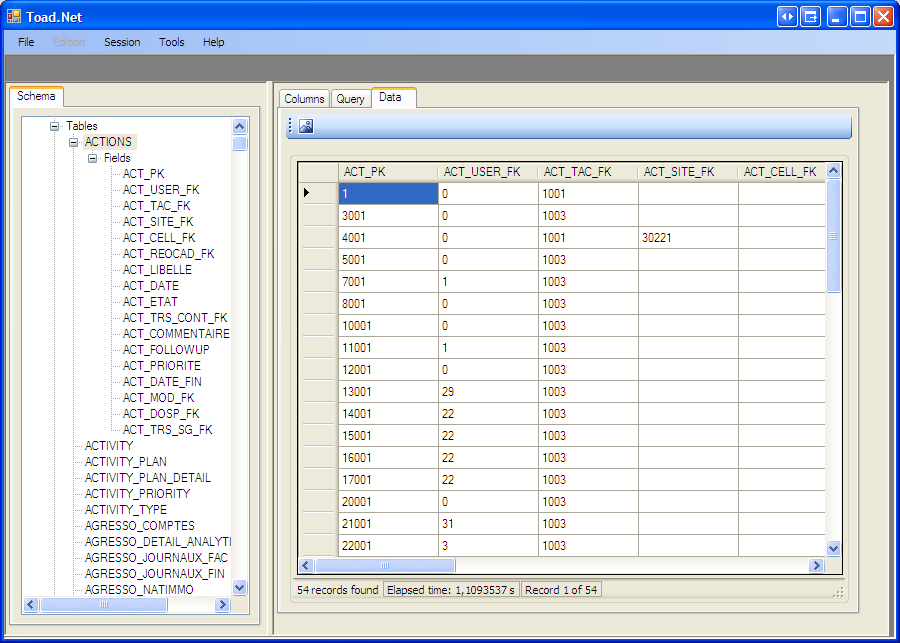 Toad.Net
File Edition Session Tools Help
Schema
Tables
ACTIONS
Fields
ACT_PK
ACT_USER_FK
ACT_TAC_FK
ACT_SITE_FK
ACT_CELL_FK
ACT_REOCAD_FK
ACT_LIBELLE
ACT_DATE
ACT_ETAT
ACT_TRS_CONT_FK
ACT_COMMENTAIRE
ACT_FOLLOWUP
ACT_PRIORITE
ACT_DATE_FIN
ACT_MOD_FK
ACT_DOSP_FK
ACT_TRS_SG_FK
ACTIVITY
ACTIVITY_PLAN
ACTIVITY_PLAN_DETAIL
ACTIVITY_PRIORITY
ACTIVITY_TYPE
AGRESSO_COMPTES
AGRESSO_DETAIL_ANALYTI
AGRESSO_JOURNAUX_FAC
AGRESSO_JOURNAUX_FIN
AGRESSO_NATIMMO
Columns Query Data
ACT_PK ACT_USER_FK ACT_TAC_FK ACT_SITE_FK ACT_CELL_FK
1 0 1001
3001 0 1003
4001 0 1001 30221
5001 0 1003
7001 1 1003
8001 0 1003
10001 0 1003
11001 1 1003
12001 0 1003
13001 29 1003
14001 22 1003
15001 22 1003
16001 22 1003
17001 22 1003
20001 0 1003
21001 31 1003
22001 3 1003
54 records found Elapsed time: 1,1093537 s Record 1 of 54